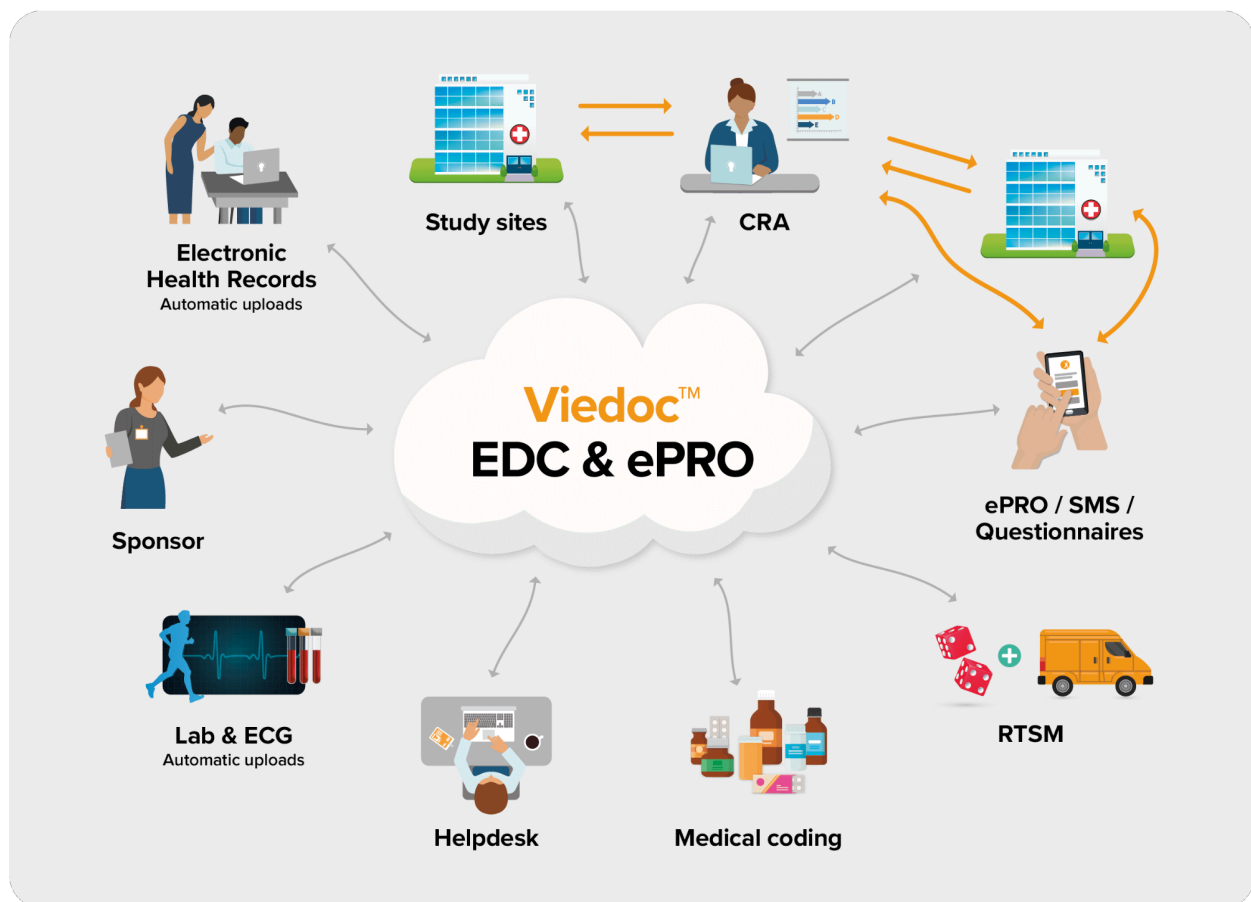 Study sites
CRA
A
B
C
D
E
Electronic
Health Records
Automatic uploads
Viedoc™
EDC & ePRO
Sponsor
ePRO / SMS /
Questionnaires
Lab & ECG
Automatic uploads
RTSM
Helpdesk
Medical coding